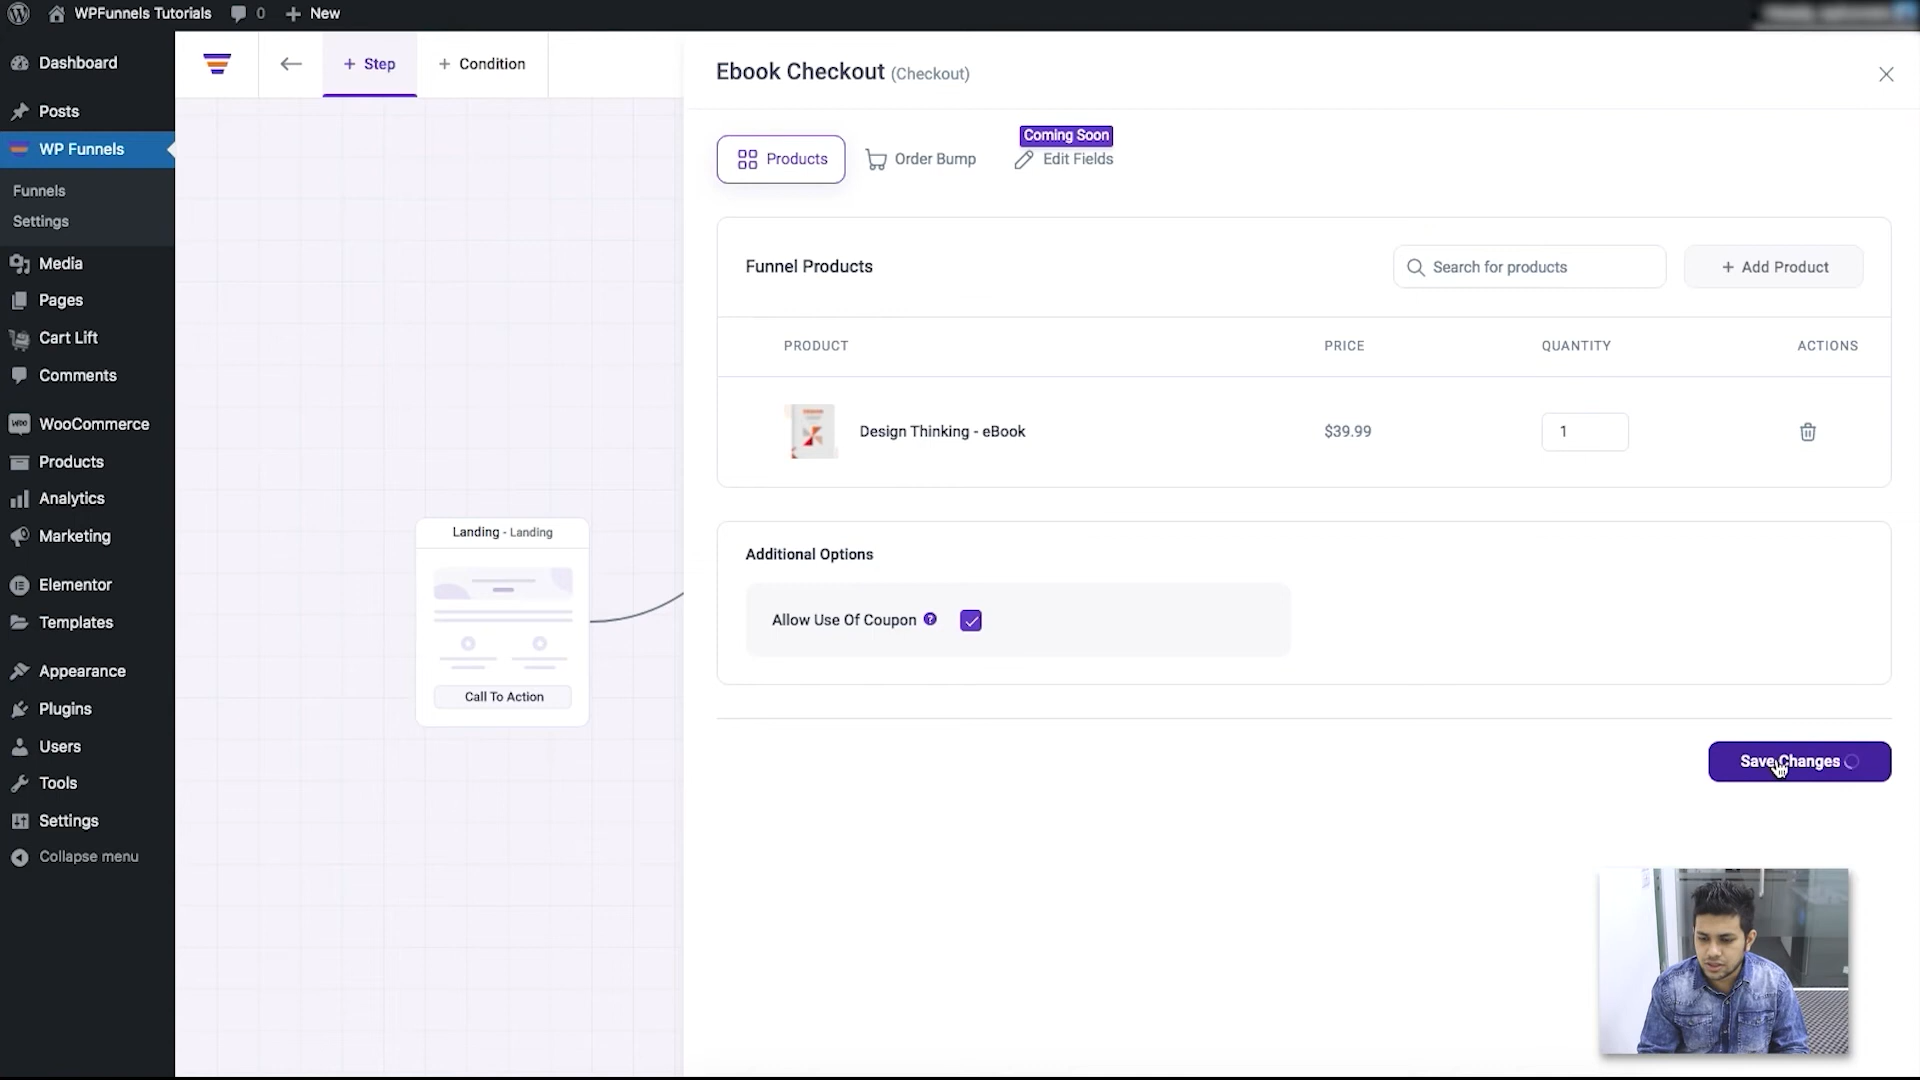 WPFunnels Tutorials
0
New
Dashboard
Posts
WP Funnels
Funnels
Settings
Media
Pages
Cart Lift
Comments
WooCommerce
Products
Analytics
Marketing
Elementor
Templates
Appearance
Plugins
Users
Tools
Settings
Collapse menu
+ Step
+ Condition
Landing - Landing
Call To Action
Ebook Checkout (Checkout)
Products
Order Bump
Coming Soon
Edit Fields
Funnel Products
Search for products
+ Add Product
PRODUCT PRICE QUANTITY ACTIONS
Design Thinking - eBook $39.99 1
Additional Options
Allow Use Of Coupon ?
Save Changes